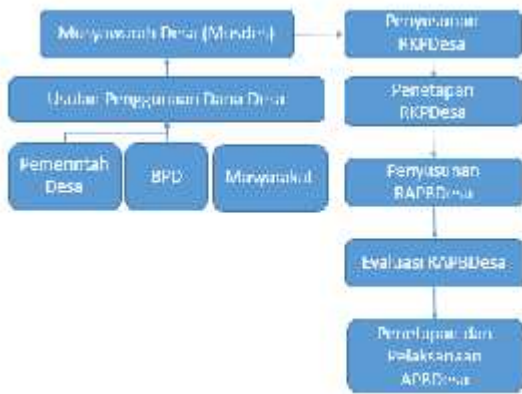 Musyawarah Desa (Musdes)
Usulan Penggunaan Dana Desa
Pemerintah
Desa
BPD
Masyarakat
Penyusunan
RKPDesa
Penetapan
RKPDesa
Penyusunan
RAPBDesa
Evaluasi RAPBDesa
Penetapan dan
Pelaksanaan
APBDesa